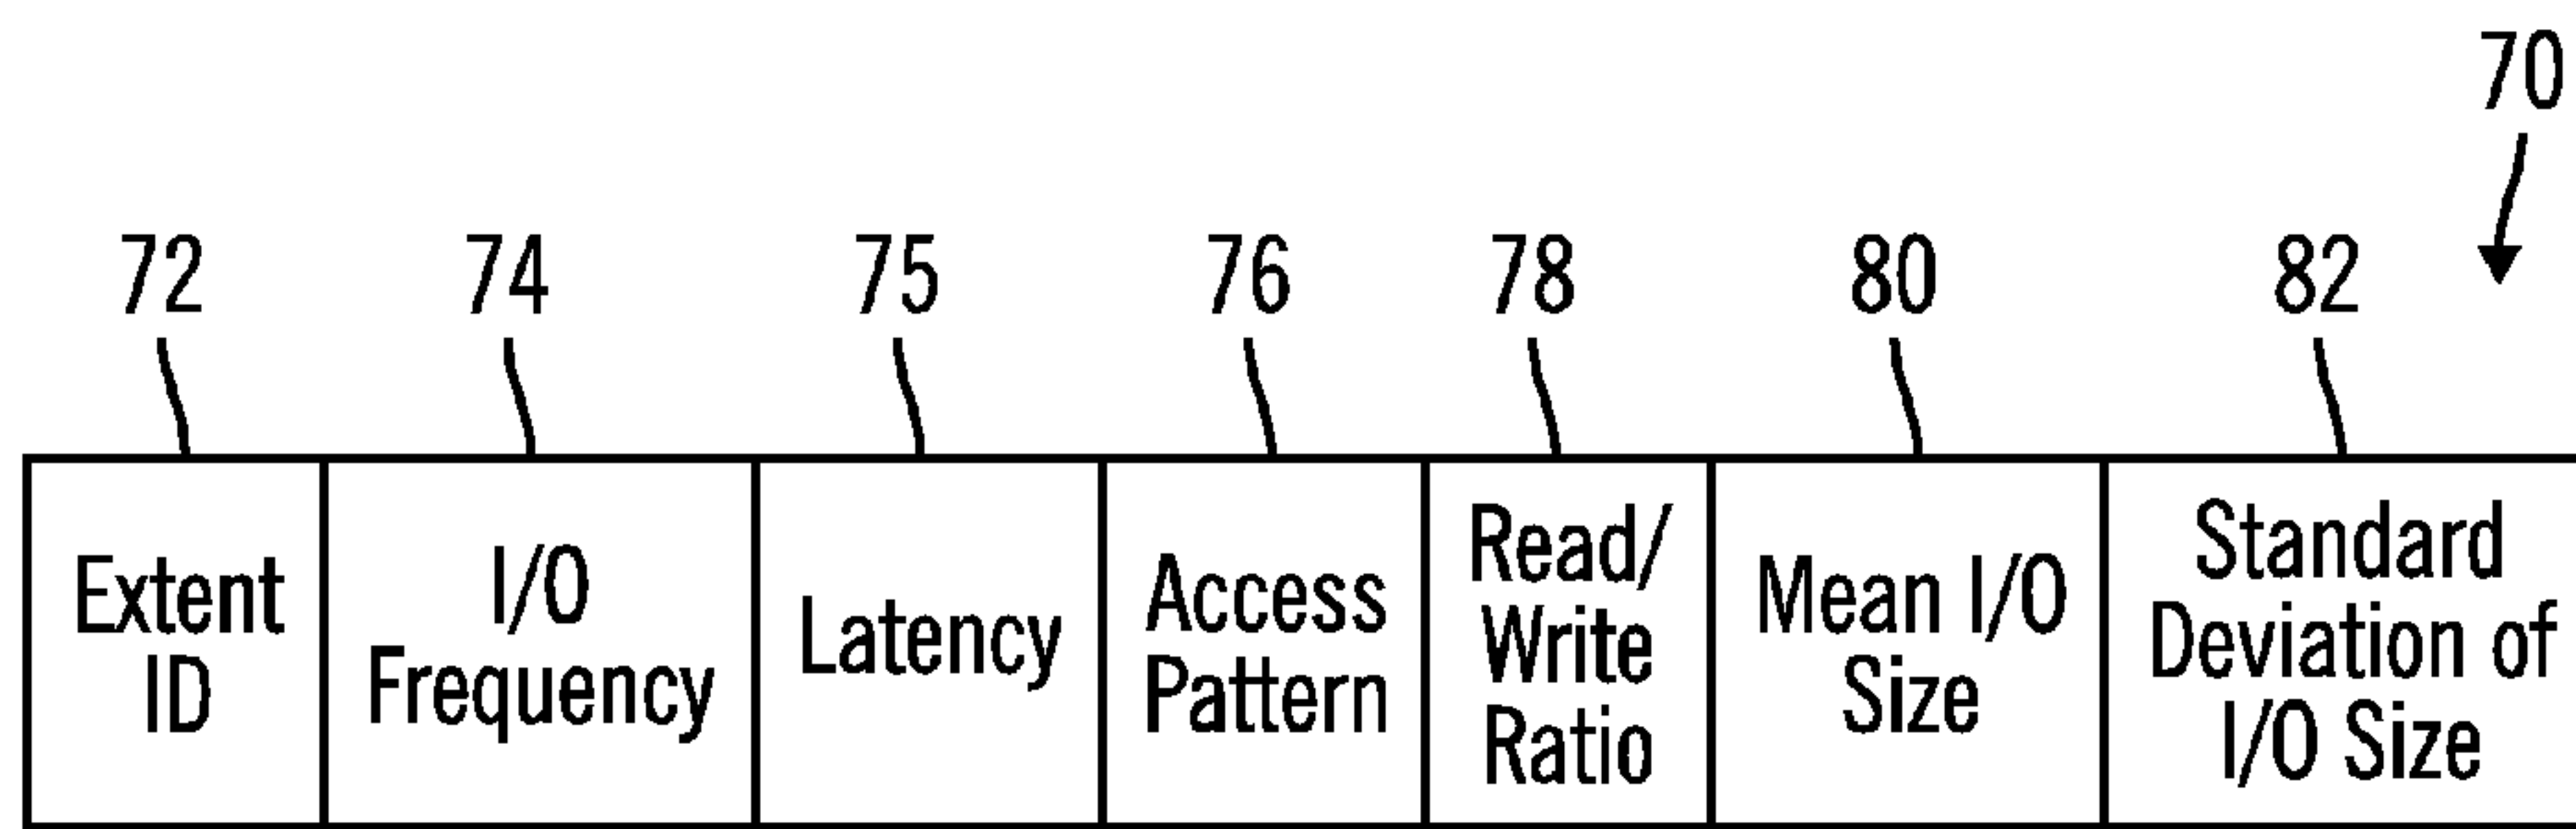 70
72 74 75 76 78 80 82
Extent
ID
I/O
Frequency
Latency
Access
Pattern
Read/
Write
Ratio
Mean I/O
Size
Standard
Deviation of
I/O Size